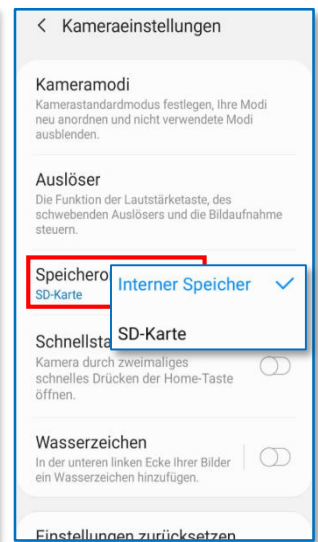 < Kameraeinstellungen
Kameramodi
Kamerastandardmodus festlegen, Ihre Modi
neu anordnen und nicht verwendete Modi
ausblenden.
Auslöser
Die Funktion der Lautstärketaste, des
schwebenden Auslösers und die Bildaufnahme
steuern.
Speichero
SD-Karte
Interner Speicher
SD-Karte
Schnellsta
Kamera durch zweimaliges
schnelles Drücken der Home-Taste
öffnen.
Wasserzeichen
In der unteren linken Ecke Ihrer Bilder
ein Wasserzeichen hinzufügen.
Einstellungen zurücksetzen